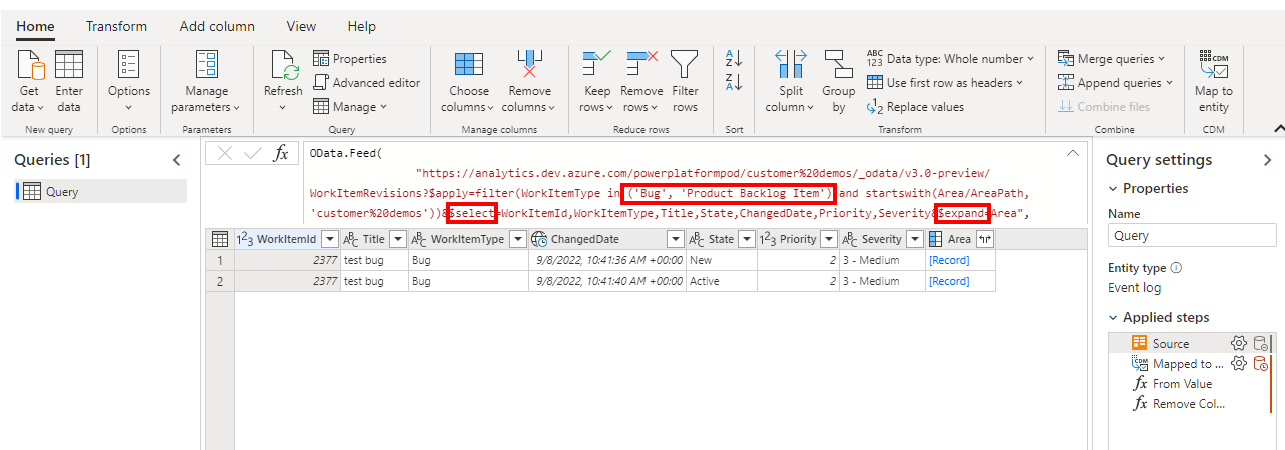 Home Transform Add column View Help
Get data Enter data Options Manage parameters Refresh Properties Advanced editor Manage Choose columns Remove columns Keep rows Remove rows Filter rows Split column Group by Data type: Whole number Use first row as headers Replace values Merge queries Append queries Combine files Map to entity
New query Options Parameters Query Manage columns Reduce rows Sort Transform Combine CDM
Queries [1]
Query
fx
OData.Feed(
"https://analytics.dev.azure.com/powerplatformpod/customer%20demos/_odata/v3.0-preview/
WorkItemRevisions?$apply=filter(WorkItemType in ('Bug', 'Product Backlog Item') and startswith(Area/AreaPath,
'customer%20demos'))&$select=WorkItemId,WorkItemType,Title,State,ChangedDate,Priority,Severity&$expand=Area",
WorkItemId Title WorkItemType ChangedDate State Priority Severity Area
1 2377 test bug Bug 9/8/2022, 10:41:36 AM +00:00 New 2 3 - Medium [Record]
2 2377 test bug Bug 9/8/2022, 10:41:40 AM +00:00 Active 2 3 - Medium [Record]
Query settings
Properties
Name
Query
Entity type
Event log
Applied steps
Source
Mapped to ...
fx From Value
fx Remove Col...